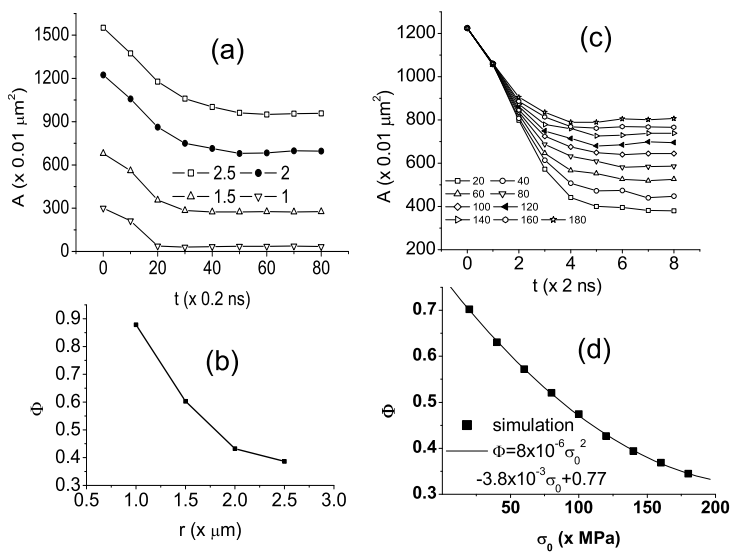 (a)
A (x 0.01 μm²)
1500
1200
900
600
300
0
2.5 2
1.5 1
0 20 40 60 80
t (x 0.2 ns)
(c)
A (x 0.01 μm²)
1200
1000
800
600
400
200
20 40
60 80
100 120
140 160 180
0 2 4 6 8
t (x 2 ns)
(b)
Φ
0.9
0.8
0.7
0.6
0.5
0.4
0.3
0.5 1.0 1.5 2.0 2.5 3.0
r (x μm)
(d)
Φ
0.7
0.6
0.5
0.4
0.3
simulation
Φ=8x10⁻⁶σ₀²
-3.8x10⁻³σ₀+0.77
50 100 150 200
σ₀ (x MPa)